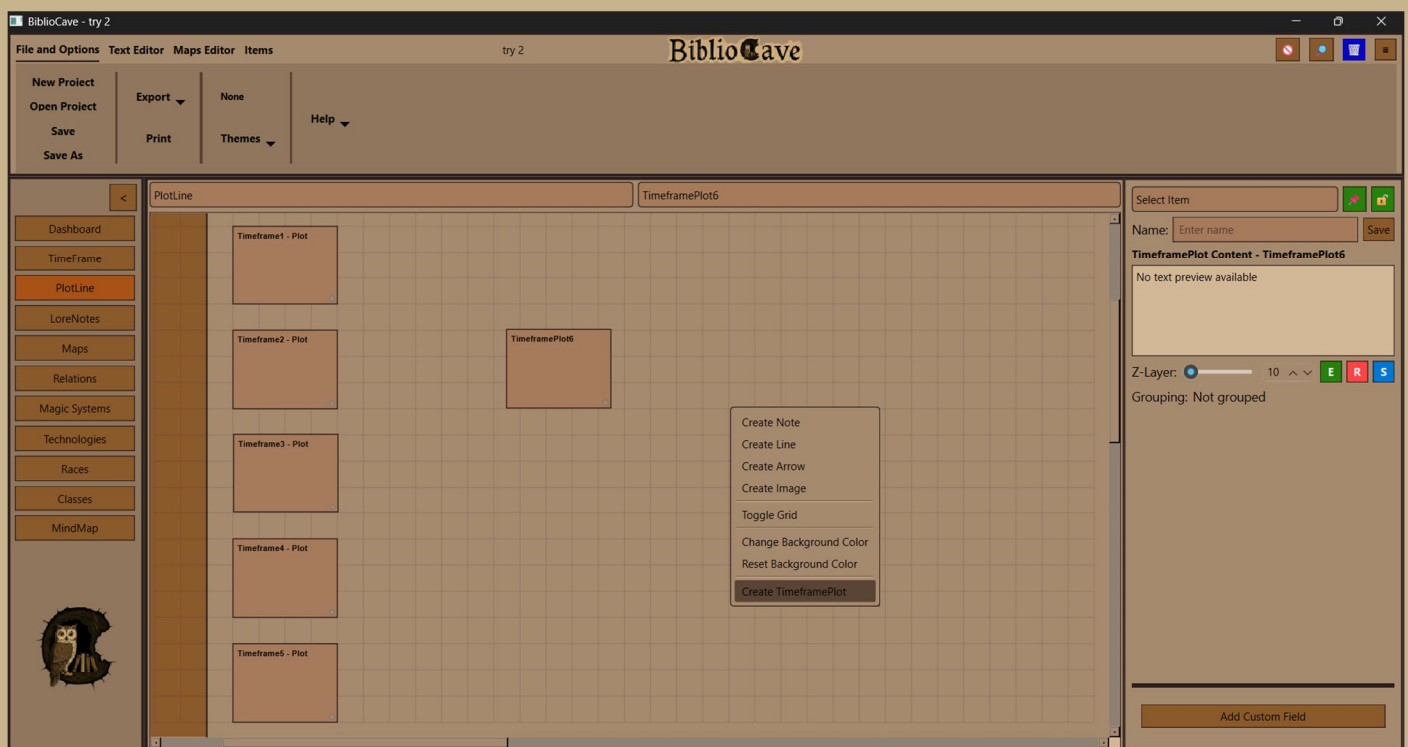 BiblioCave - try 2
File and Options Text Editor Maps Editor Items
try 2
BiblioCave
New Project
Open Project
Save
Save As
Export
Print
None
Themes
Help
<
Dashboard
TimeFrame
PlotLine
LoreNotes
Maps
Relations
Magic Systems
Technologies
Races
Classes
MindMap
PlotLine
TimeframePlot6
Timeframe1 - Plot
Timeframe2 - Plot
TimeframePlot6
Timeframe3 - Plot
Timeframe4 - Plot
Timeframe5 - Plot
Create Note
Create Line
Create Arrow
Create Image
Toggle Grid
Change Background Color
Reset Background Color
Create TimeframePlot
Select Item
Name: Enter name Save
TimeframePlot Content - TimeframePlot6
No text preview available
Z-Layer: 10 E R S
Grouping: Not grouped
Add Custom Field